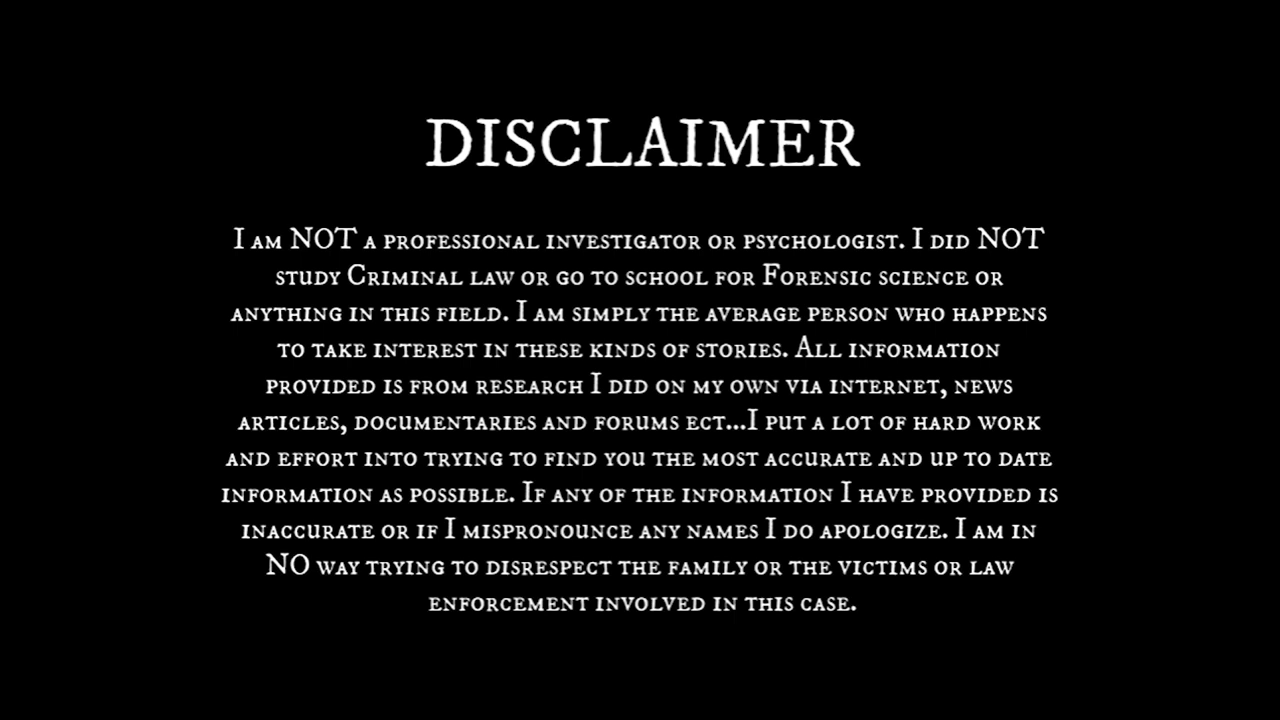 DISCLAIMER
I am NOT a professional investigator or psychologist. I did NOT
study Criminal law or go to school for Forensic science or
anything in this field. I am simply the average person who happens
to take interest in these kinds of stories. All information
provided is from research I did on my own via internet, news
articles, documentaries and forums ect...I put a lot of hard work
and effort into trying to find you the most accurate and up to date
information as possible. If any of the information I have provided is
inaccurate or if I mispronounce any names I do apologize. I am in
NO way trying to disrespect the family or the victims or law
enforcement involved in this case.